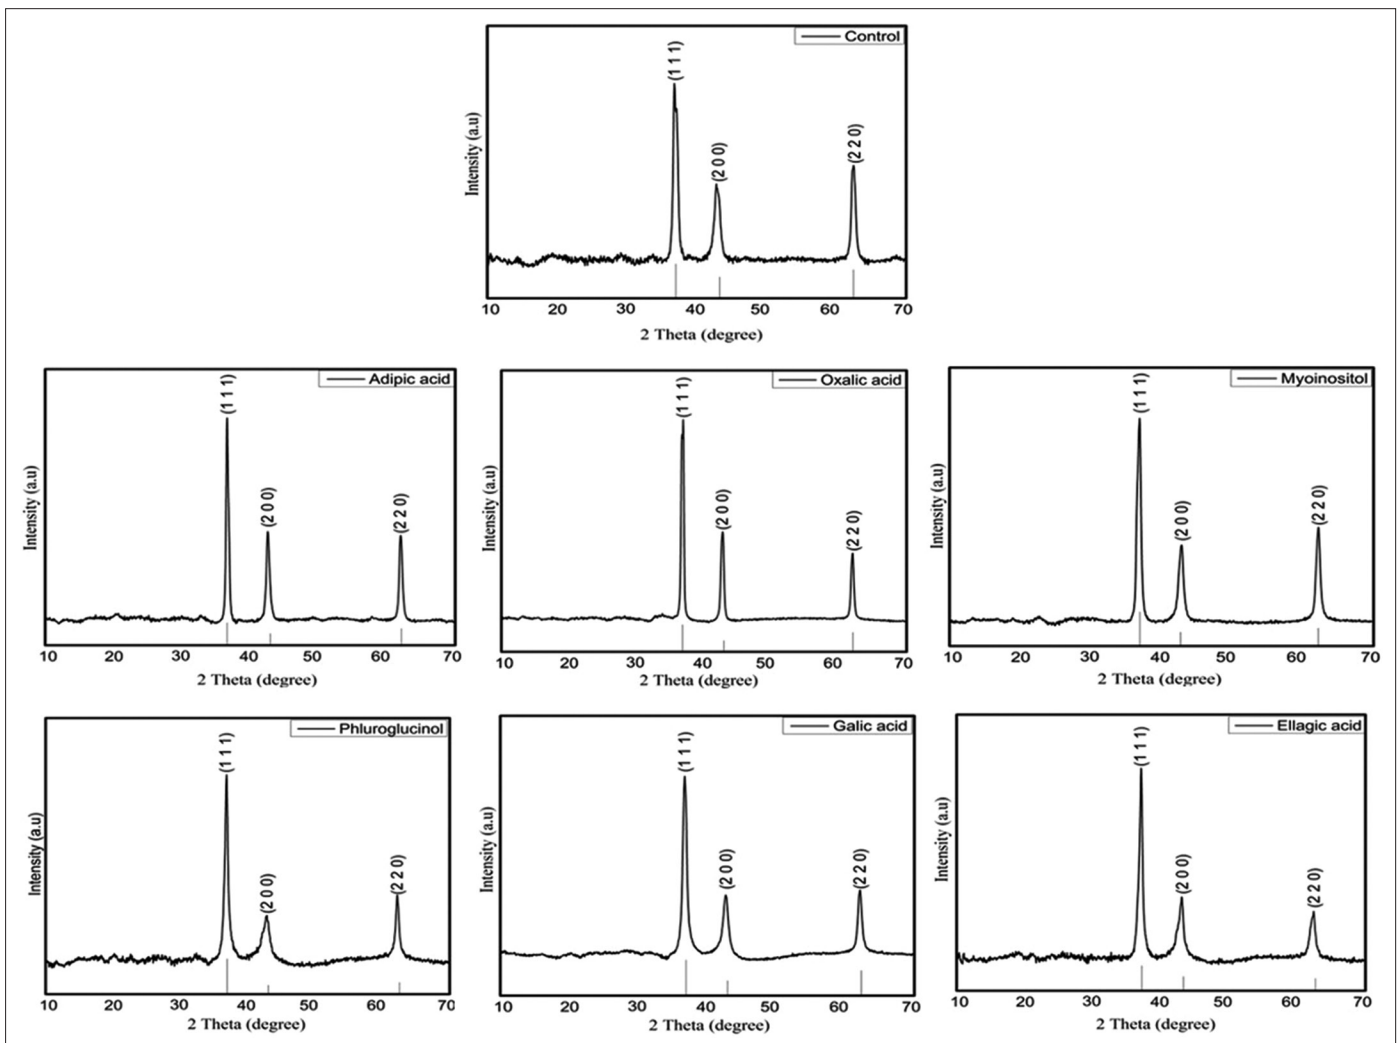 Control
(1 1 1)
(2 0 0)
(2 2 0)
Intensity (a.u)
10 20 30 40 50 60 70
2 Theta (degree)
Adipic acid
(1 1 1)
(2 0 0)
(2 2 0)
Intensity (a.u)
10 20 30 40 50 60 70
2 Theta (degree)
Oxalic acid
(1 1 1)
(2 0 0)
(2 2 0)
Intensity (a.u)
10 20 30 40 50 60 70
2 Theta (degree)
Myoinositol
(1 1 1)
(2 0 0)
(2 2 0)
Intensity (a.u)
10 20 30 40 50 60 70
2 Theta (degree)
Phluroglucinol
(1 1 1)
(2 0 0)
(2 2 0)
Intensity (a.u)
10 20 30 40 50 60 70
2 Theta (degree)
Galic acid
(1 1 1)
(2 0 0)
(2 2 0)
Intensity (a.u)
10 20 30 40 50 60 70
2 Theta (degree)
Ellagic acid
(1 1 1)
(2 0 0)
(2 2 0)
Intensity (a.u)
10 20 30 40 50 60 70
2 Theta (degree)